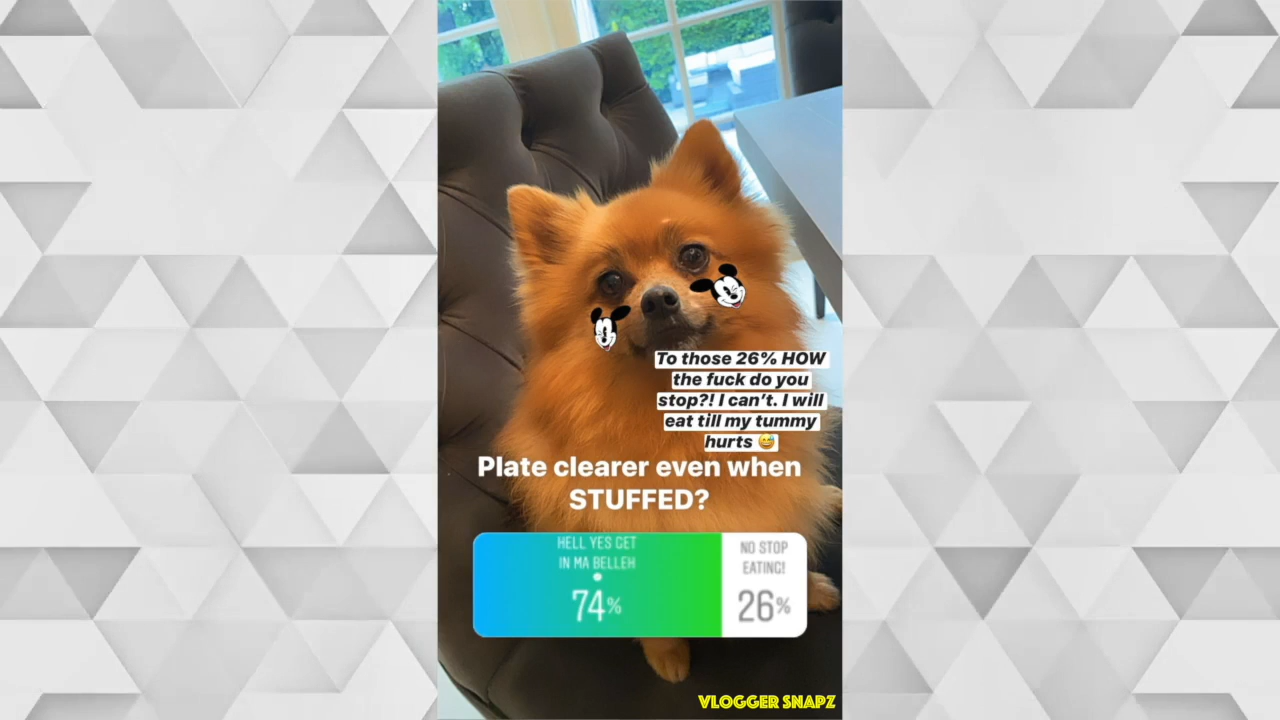 To those 26% HOW
the fuck do you
stop?! I can't. I will
eat till my tummy
hurts 😅
Plate clearer even when
STUFFED?
HELL YES GET
IN MA BELLEH
74%
NO STOP
EATING!
26%
VLOGGER SNAPZ